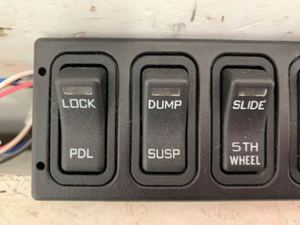 LOCK
PDL
DUMP
SUSP
SLIDE
5TH
WHEEL